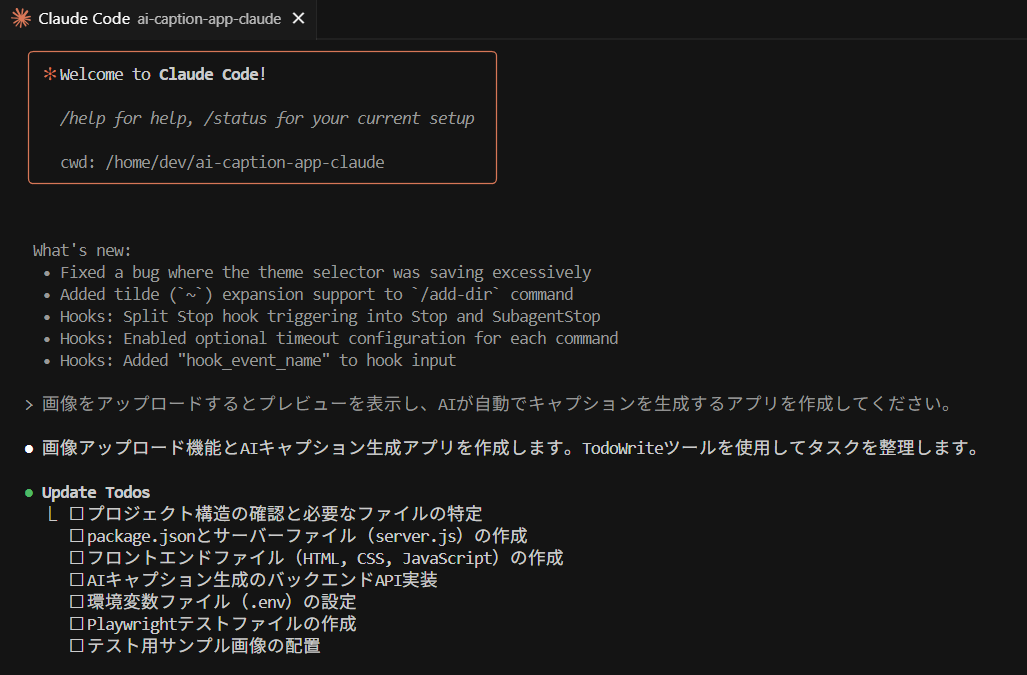 Claude Code ai-caption-app-claude ×
✻ Welcome to Claude Code!
/help for help, /status for your current setup
cwd: /home/dev/ai-caption-app-claude
What's new:
• Fixed a bug where the theme selector was saving excessively
• Added tilde (`~`) expansion support to `/add-dir` command
• Hooks: Split Stop hook triggering into Stop and SubagentStop
• Hooks: Enabled optional timeout configuration for each command
• Hooks: Added "hook_event_name" to hook input
> 画像をアップロードするとプレビューを表示し、AIが自動でキャプションを生成するアプリを作成してください。
● 画像アップロード機能とAIキャプション生成アプリを作成します。TodoWriteツールを使用してタスクを整理します。
● Update Todos
⎿ ☐ プロジェクト構造の確認と必要なファイルの特定
☐ package.jsonとサーバーファイル（server.js）の作成
☐ フロントエンドファイル（HTML, CSS, JavaScript）の作成
☐ AIキャプション生成のバックエンドAPI実装
☐ 環境変数ファイル（.env）の設定
☐ Playwrightテストファイルの作成
☐ テスト用サンプル画像の配置